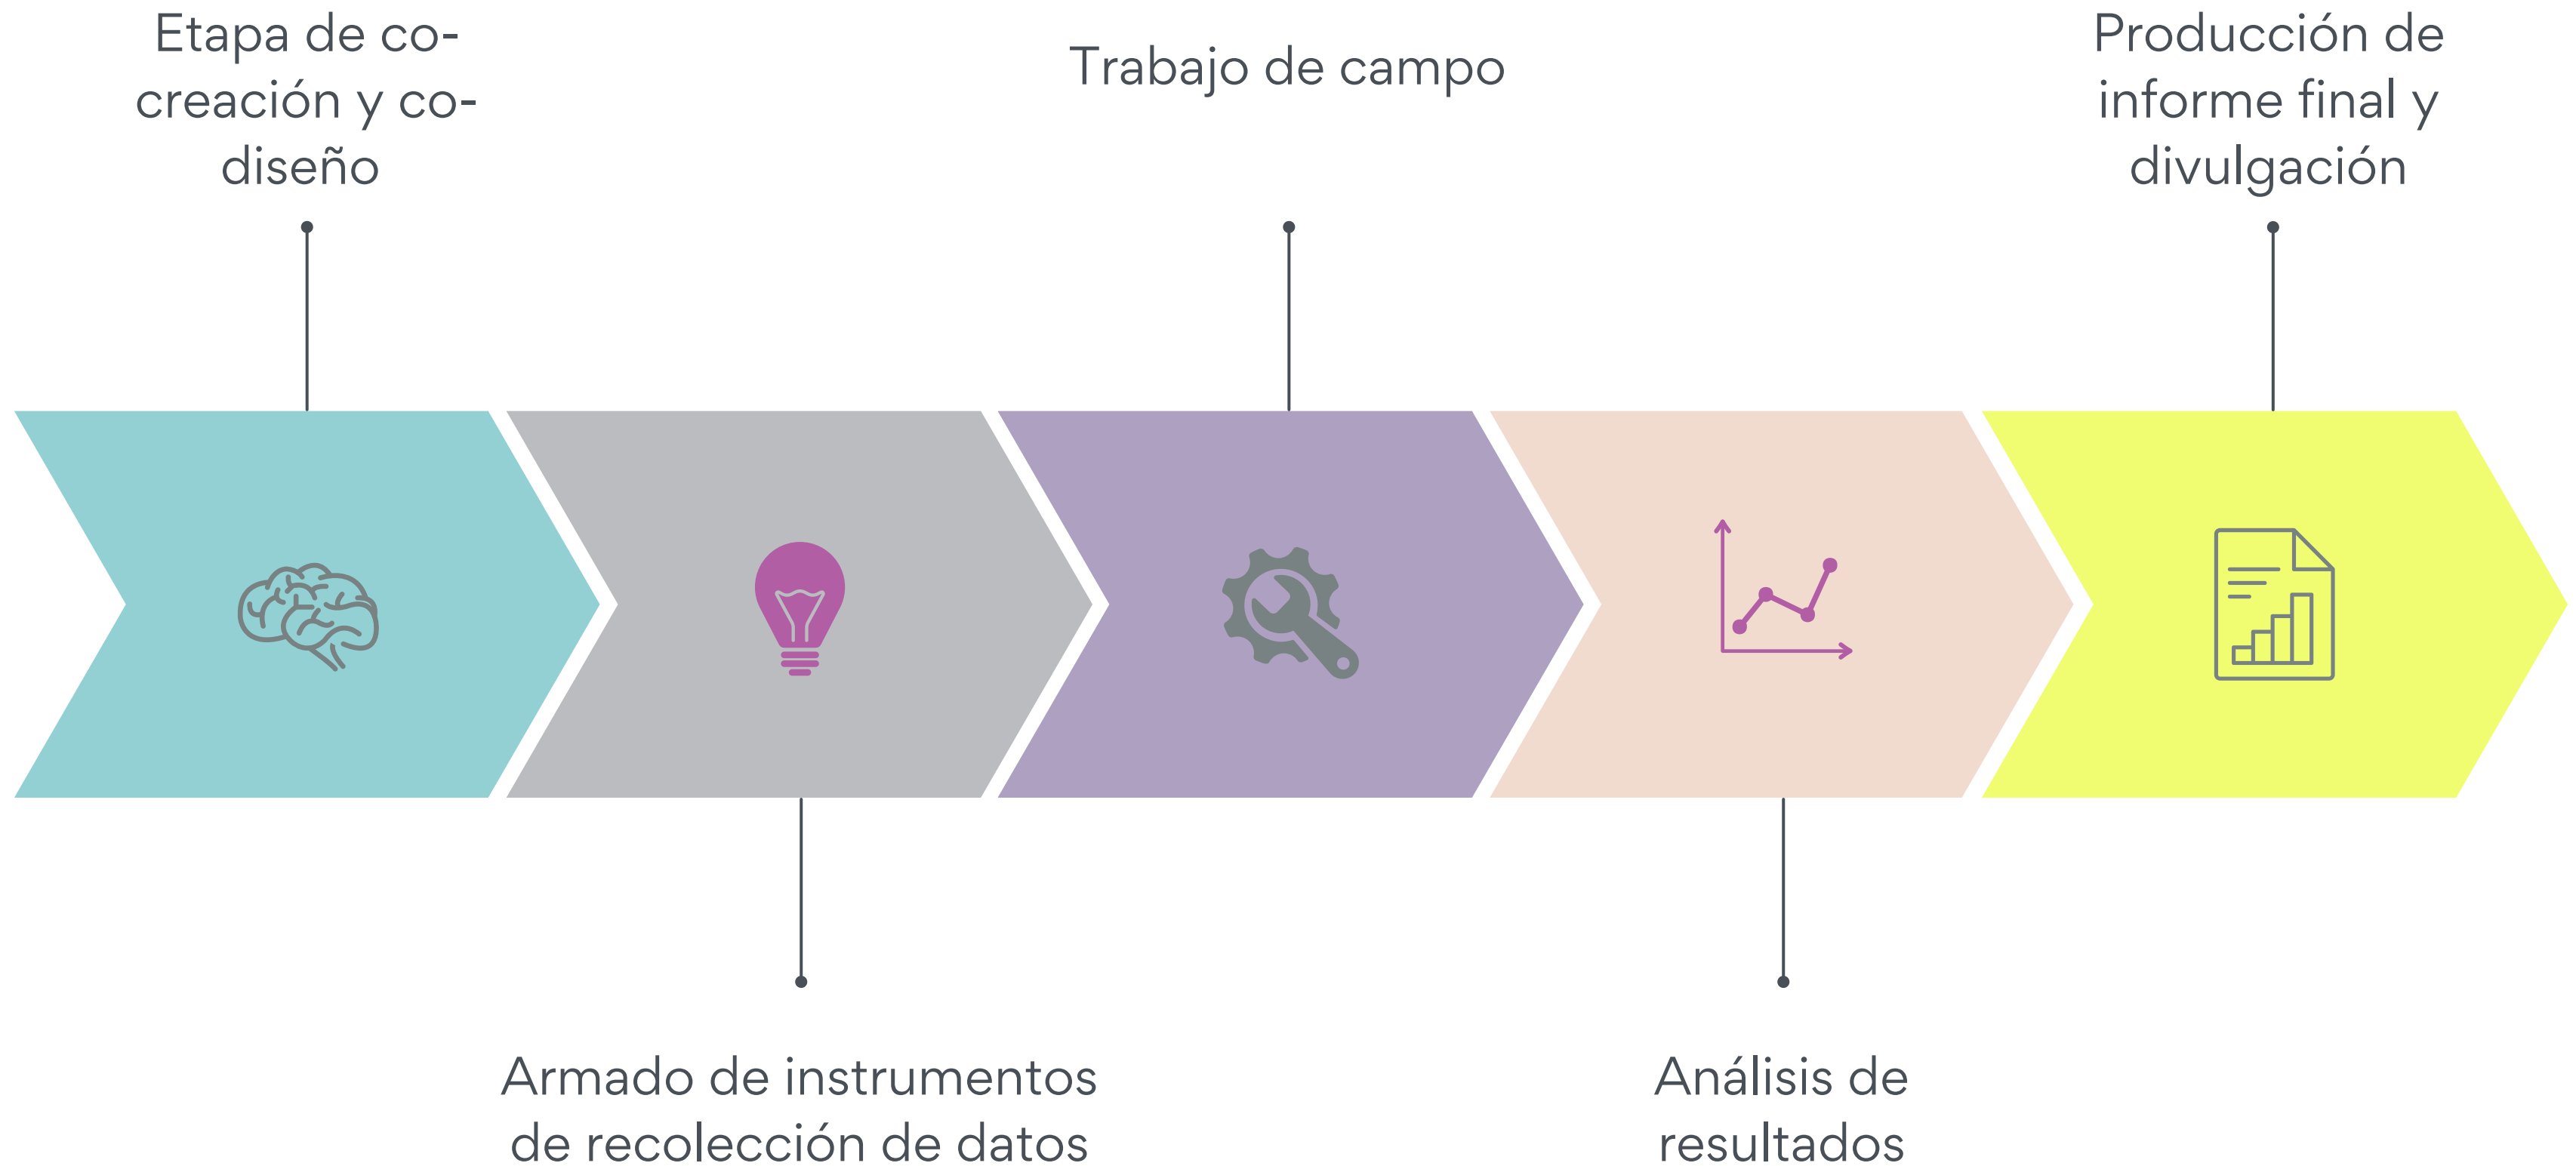 Etapa de co-
creación y co-
diseño
Armado de instrumentos
de recolección de datos
Trabajo de campo
Análisis de
resultados
Producción de
informe final y
divulgación